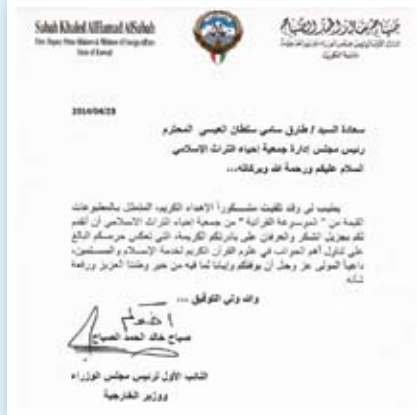 Sabah Khaled AlHamad AlSabah
First Deputy Prime Minister & Minister of Foreign Affairs
State of Kuwait
صباح خالد الحمد الصباح
2014/04/23
سعادة السيد / طارق سامي سلطان العيسى المحترم
رئيس مجلس إدارة جمعية إحياء التراث الإسلامي
السلام عليكم ورحمة الله وبركاته...
يطيب لي وقد تلقيت مشكوراً الإهداء الكريم، المتمثل بالمطبوعات
القيمة من " الموسوعة القرآنية " من جمعية إحياء التراث الإسلامي أن أتقدم
لكم بجزيل الشكر والعرفان على بادرتكم الكريمة، التي تعكس حرصكم البالغ
على تناول أهم الجوانب في علوم القرآن الكريم لخدمة الإسلام والمسلمين،
داعياً المولى عز وجل أن يوفقكم وإيانا لما فيه من خير وطننا العزيز ورفعة
شأنه.
والله ولي التوفيق ...
صباح خالد الحمد الصباح
النائب الأول لرئيس مجلس الوزراء
ووزير الخارجية